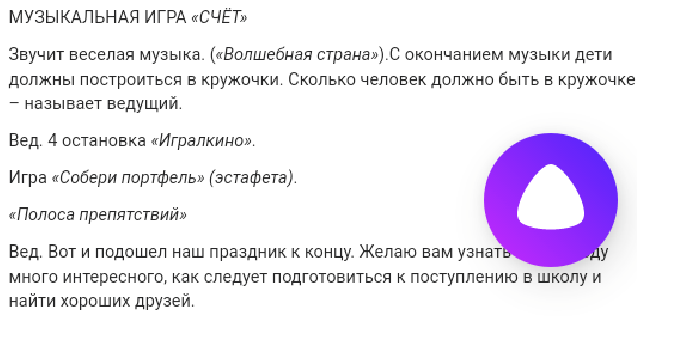 МУЗЫКАЛЬНАЯ ИГРА «СЧЁТ»
Звучит веселая музыка. («Волшебная страна»).С окончанием музыки дети
должны построиться в кружочки. Сколько человек должно быть в кружочке
– называет ведущий.
Вед. 4 остановка «Игралкино».
Игра «Собери портфель» (эстафета).
«Полоса препятствий»
Вед. Вот и подошел наш праздник к концу. Желаю вам узнать
много интересного, как следует подготовиться к поступлению в школу и
найти хороших друзей.